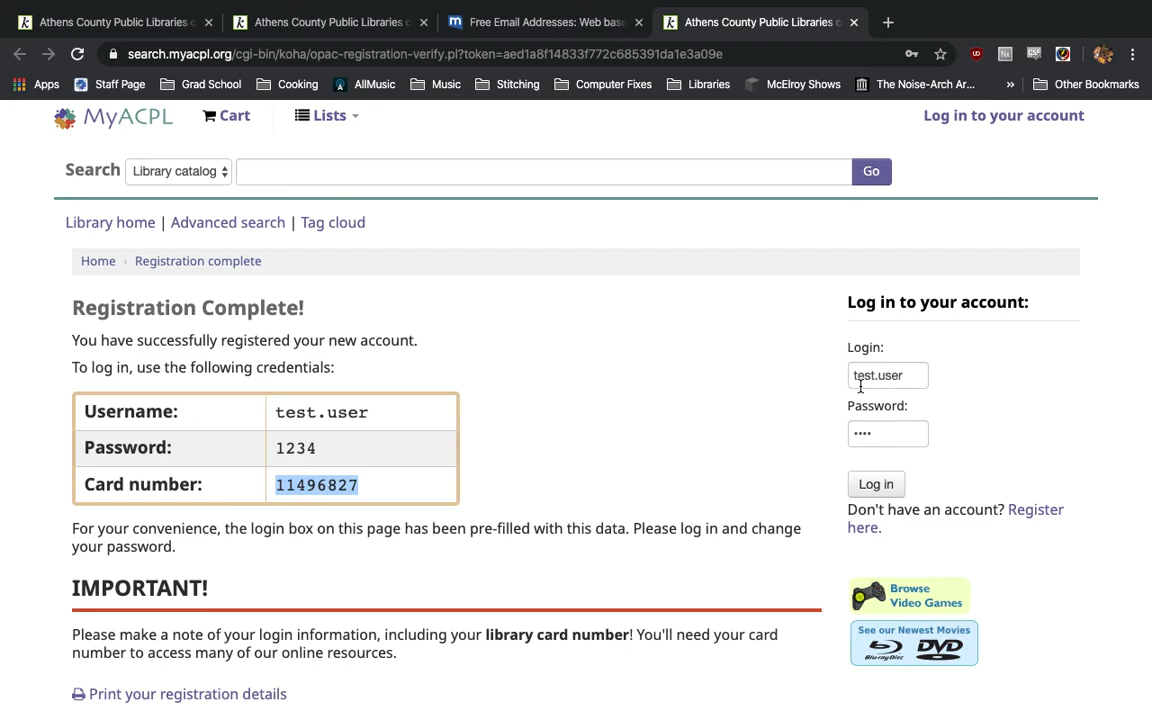 Athens County Public Libraries c
Athens County Public Libraries c
Free Email Addresses: Web base
Athens County Public Libraries c
search.myacpl.org/cgi-bin/koha/opac-registration-verify.pl?token=aed1a8f14833f772c685391da1e3a09e
Apps Staff Page Grad School Cooking AllMusic Music Stitching Computer Fixes Libraries McElroy Shows The Noise-Arch Ar... » Other Bookmarks
MyACPL Cart Lists Log in to your account
Search Library catalog Go
Library home | Advanced search | Tag cloud
Home › Registration complete
Registration Complete!
You have successfully registered your new account.
To log in, use the following credentials:
Username: test.user
Password: 1234
Card number: 11496827
For your convenience, the login box on this page has been pre-filled with this data. Please log in and change
your password.
IMPORTANT!
Please make a note of your login information, including your library card number! You'll need your card
number to access many of our online resources.
Print your registration details
Log in to your account:
Login:
test.user
Password:
••••
Log in
Don't have an account? Register
here.
Browse
Video Games
See our Newest Movies
Blu-ray Disc DVD